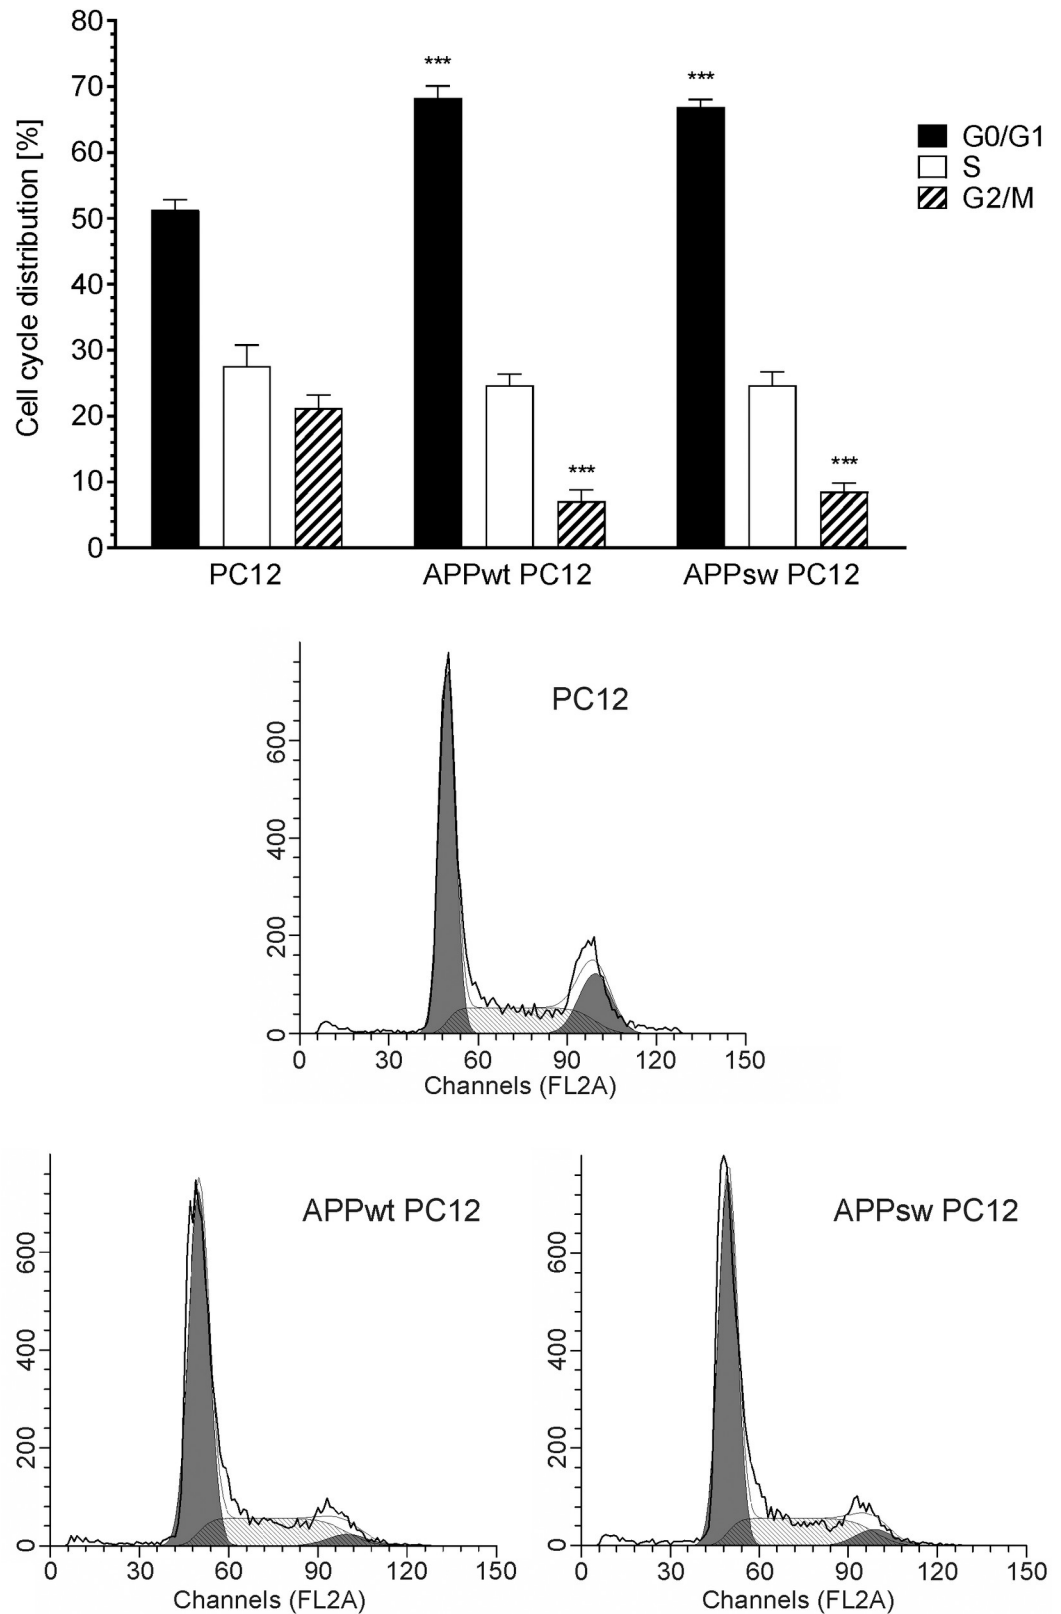 80
70
60
50
40
30
20
10
0
Cell cycle distribution [%]
***
***
***
***
G0/G1
S
G2/M
PC12 APPwt PC12 APPsw PC12
PC12
600
400
200
0
0 30 60 90 120 150
Channels (FL2A)
APPwt PC12
600
400
200
0
0 30 60 90 120 150
Channels (FL2A)
APPsw PC12
600
400
200
0
0 30 60 90 120 150
Channels (FL2A)